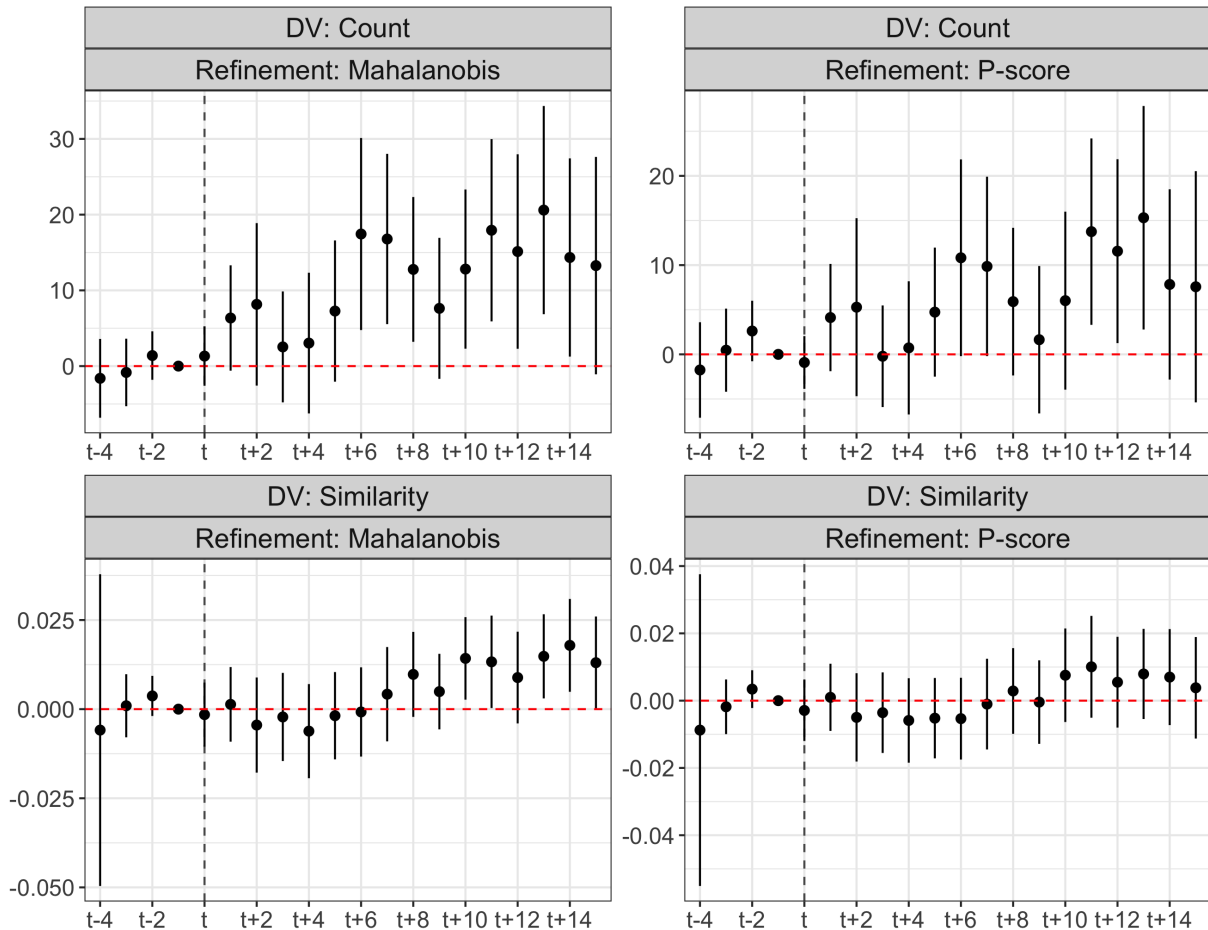 DV: Count
Refinement: Mahalanobis
30
20
10
0
t-4 t-2 t t+2 t+4 t+6 t+8 t+10 t+12 t+14
DV: Count
Refinement: P-score
20
10
0
t-4 t-2 t t+2 t+4 t+6 t+8 t+10 t+12 t+14
DV: Similarity
Refinement: Mahalanobis
0.025
0.000
-0.025
-0.050
t-4 t-2 t t+2 t+4 t+6 t+8 t+10 t+12 t+14
DV: Similarity
Refinement: P-score
0.04
0.02
0.00
-0.02
-0.04
t-4 t-2 t t+2 t+4 t+6 t+8 t+10 t+12 t+14